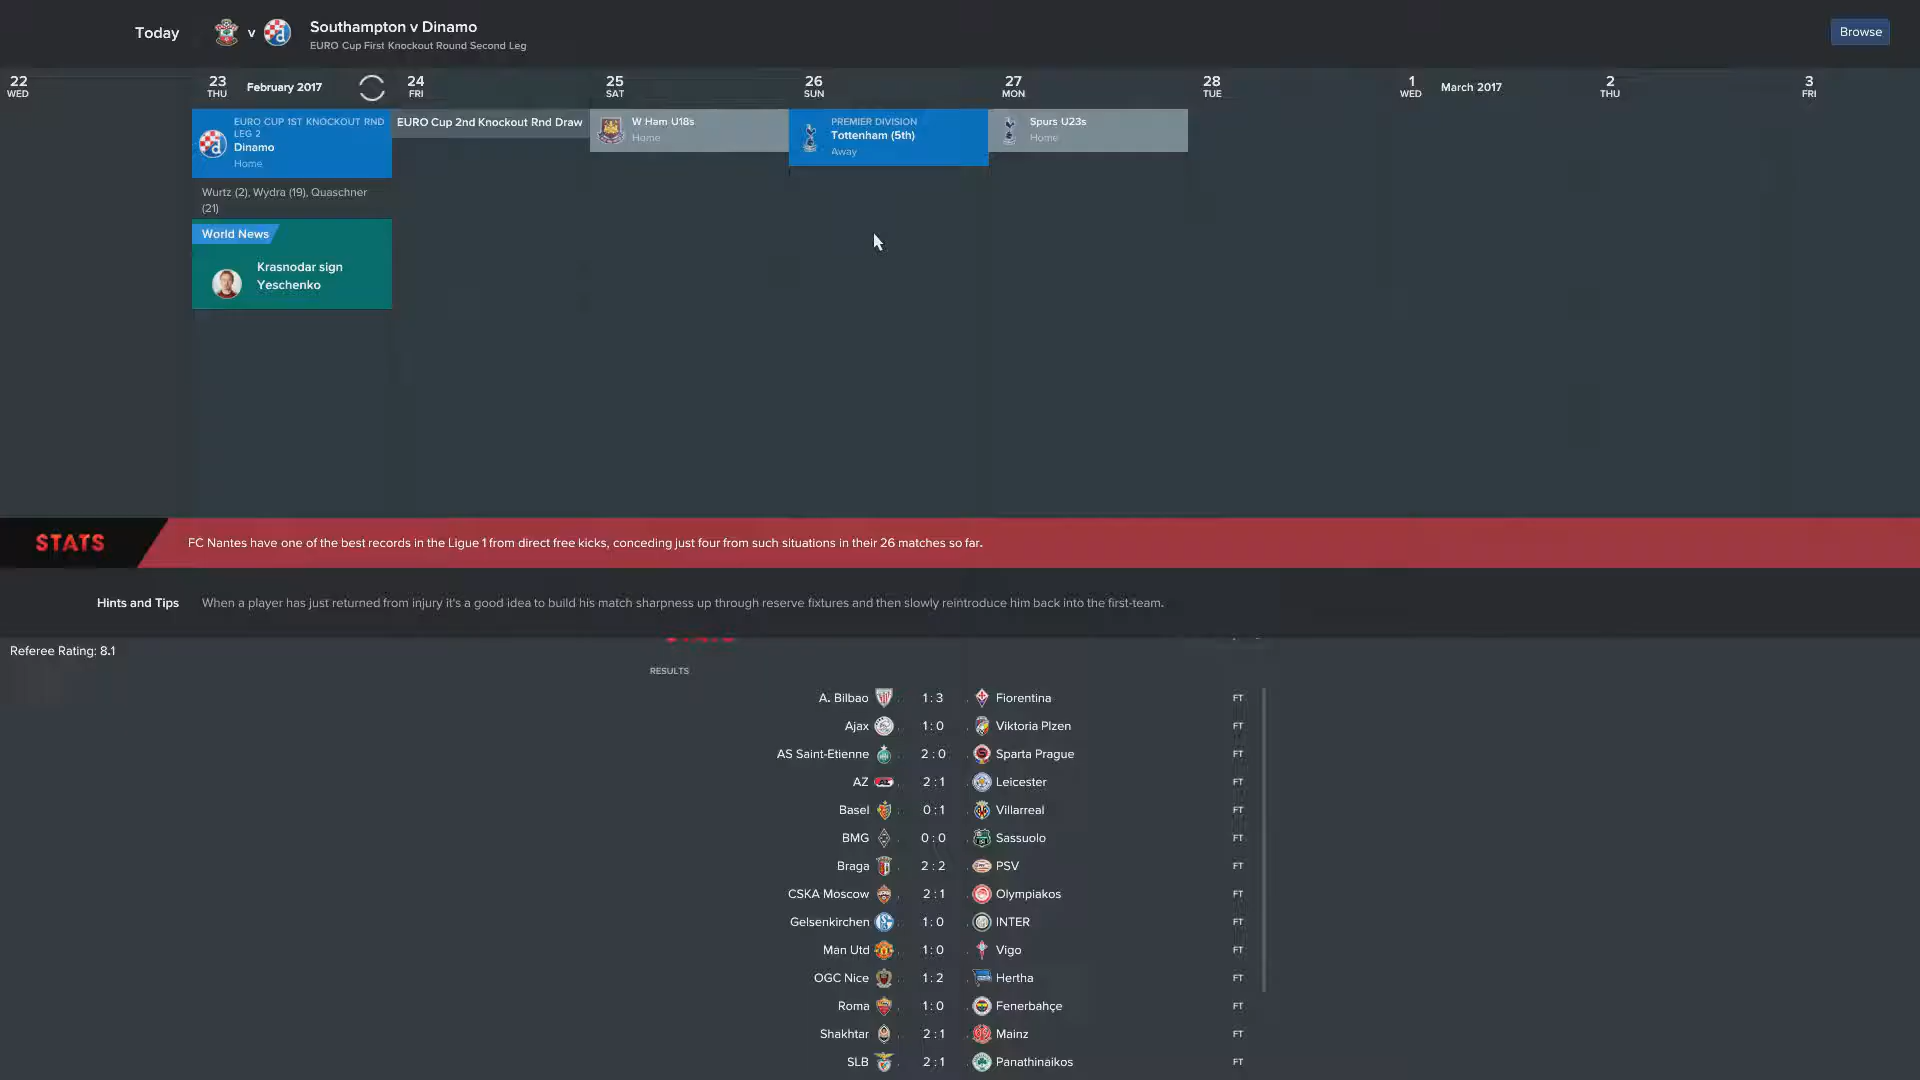 Today
v
Southampton v Dinamo
EURO Cup First Knockout Round Second Leg
Browse
22
WED
23
THU
February 2017
24
FRI
25
SAT
26
SUN
27
MON
28
TUE
1
WED
March 2017
2
THU
3
FRI
EURO CUP 1ST KNOCKOUT RND
LEG 2
Dinamo
Home
EURO Cup 2nd Knockout Rnd Draw
W Ham U18s
Home
PREMIER DIVISION
Tottenham (5th)
Away
Spurs U23s
Home
Wurtz (2), Wydra (19), Quaschner
(21)
World News
Krasnodar sign
Yeschenko
STATS
FC Nantes have one of the best records in the Ligue 1 from direct free kicks, conceding just four from such situations in their 26 matches so far.
Hints and Tips
When a player has just returned from injury it's a good idea to build his match sharpness up through reserve fixtures and then slowly reintroduce him back into the first-team.
Referee Rating: 8.1
RESULTS
A. Bilbao 1 : 3 Fiorentina FT
Ajax 1 : 0 Viktoria Plzen FT
AS Saint-Etienne 2 : 0 Sparta Prague FT
AZ 2 : 1 Leicester FT
Basel 0 : 1 Villarreal FT
BMG 0 : 0 Sassuolo FT
Braga 2 : 2 PSV FT
CSKA Moscow 2 : 1 Olympiakos FT
Gelsenkirchen 1 : 0 INTER FT
Man Utd 1 : 0 Vigo FT
OGC Nice 1 : 2 Hertha FT
Roma 1 : 0 Fenerbahçe FT
Shakhtar 2 : 1 Mainz FT
SLB 2 : 1 Panathinaikos FT